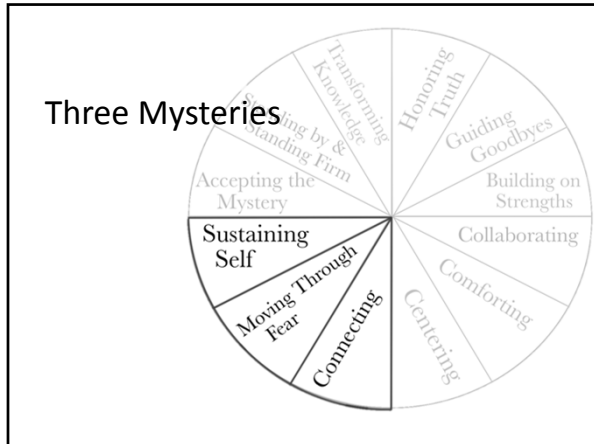 Three Mysteries
Transforming
Knowledge
Honoring
Truth
Standing by &
Standing Firm
Guiding
Goodbyes
Accepting the
Mystery
Building on
Strengths
Sustaining
Self
Collaborating
Moving Through
Fear
Comforting
Connecting
Centering